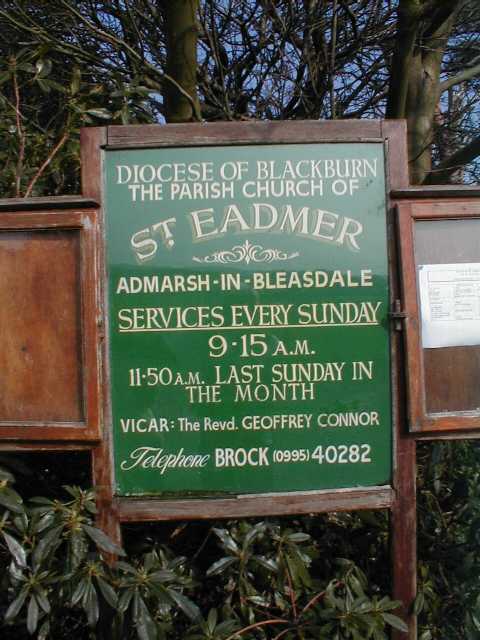 DIOCESE OF BLACKBURN
THE PARISH CHURCH OF
ST. EADMER
ADMARSH-IN-BLEASDALE
SERVICES EVERY SUNDAY
9·15 A.M.
11·50 A.M. LAST SUNDAY IN
THE MONTH
VICAR: The Revd. GEOFFREY CONNOR
Telephone BROCK (0995) 40282